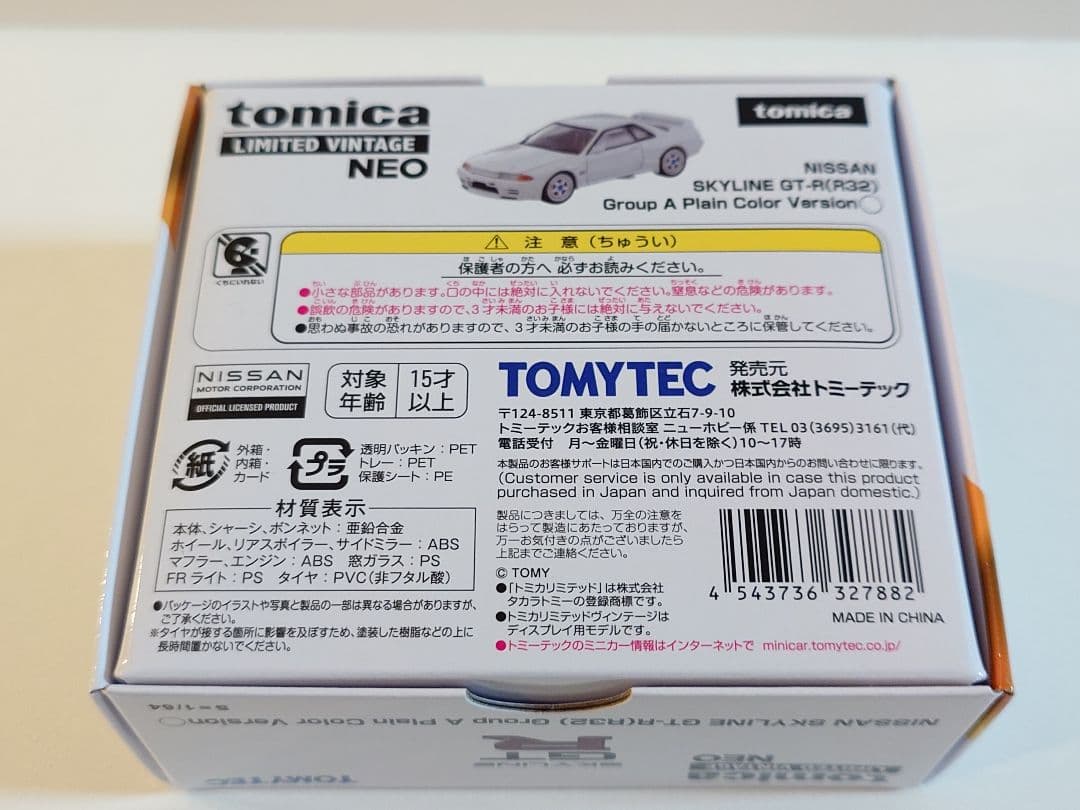 tomica
LIMITED VINTAGE
NEO
tomica
NISSAN
SKYLINE GT-R(R32)
Group A Plain Color Version
くちにいれない
⚠ 注 意(ちゅうい)
保護者の方へ 必ずお読みください。
●小さな部品があります。口の中には絶対に入れないでください。窒息などの危険があります。
●誤飲の危険がありますので、3才未満のお子様には絶対に与えないでください。
●思わぬ事故の恐れがありますので、3才未満のお子様の手の届かないところに保管してください。
NISSAN
MOTOR CORPORATION
OFFICIAL LICENSED PRODUCT
対象年齢 15才以上
TOMYTEC 発売元
株式会社トミーテック
〒124-8511 東京都葛飾区立石7-9-10
トミーテックお客様相談室 ニューホビー係 TEL 03(3695)3161(代)
電話受付 月〜金曜日(祝・休日を除く)10〜17時
紙
外箱・
内箱・
カード
プラ
透明パッキン:PET
トレー:PET
保護シート:PE
本製品のお客様サポートは日本国内でのご購入かつ日本国内からのお問い合わせに限ります。
(Customer service is only available in case this product
purchased in Japan and inquired from Japan domestic.)
材質表示
本体、シャーシ、ボンネット:亜鉛合金
ホイール、リアスポイラー、サイドミラー:ABS
マフラー、エンジン:ABS 窓ガラス:PS
FRライト:PS タイヤ:PVC(非フタル酸)
●パッケージのイラストや写真と製品の一部は異なる場合がありますが、
ご了承ください。
※タイヤが接する箇所に影響を及ぼすため、塗装した樹脂などの上に
長時間置かないでください。
製品につきましては、万全の注意を
はらって製造にあたっておりますが、
万一お気付きの点がございましたら
上記までご連絡ください。
© TOMY
●「トミカリミテッド」は株式会社
タカラトミーの登録商標です。
●トミカリミテッドヴィンテージは
ディスプレイ用モデルです。
●トミーテックのミニカー情報はインターネットで minicar.tomytec.co.jp/
4 543736 327882
MADE IN CHINA
S=1/64
NISSAN SKYLINE GT-R(R32) Group A Plain Color Version
SKYLINE
GT
R
tomica
LIMITED VINTAGE
NEO
TOMYTEC